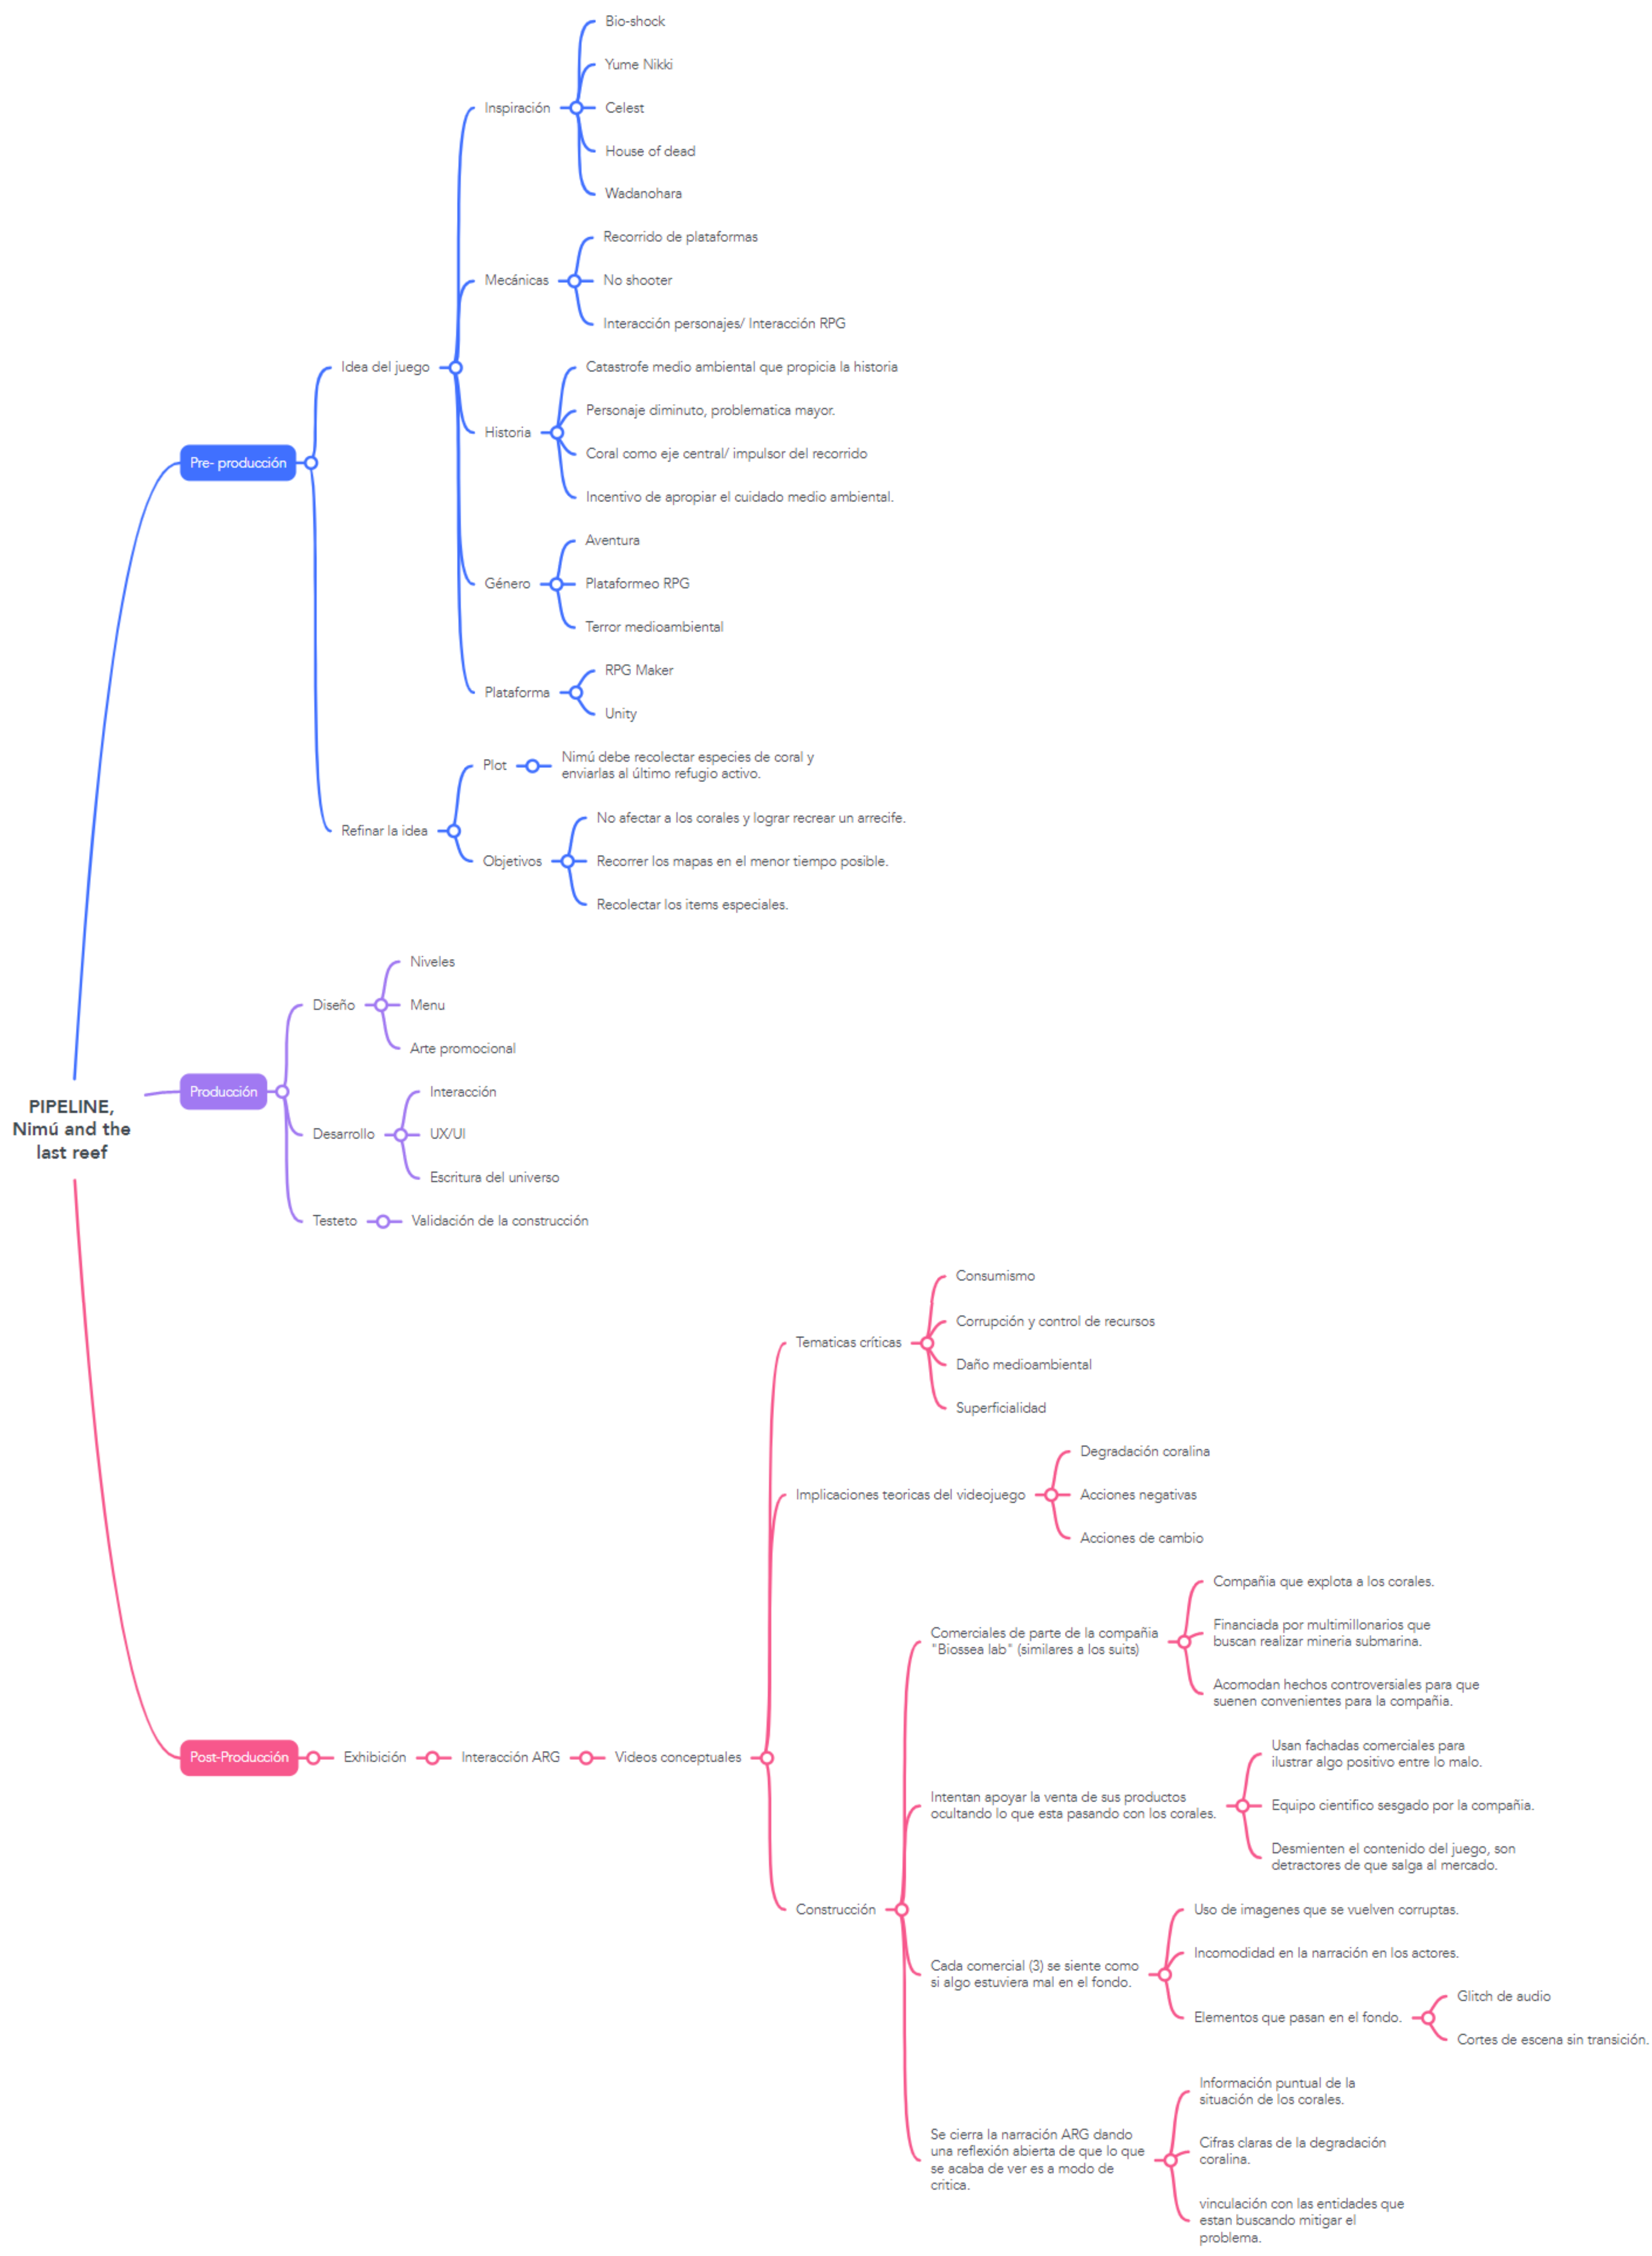 PIPELINE,
Nimú and the
last reef
Pre- producción
Idea del juego
Inspiración
Bio-shock
Yume Nikki
Celest
House of dead
Wadanohara
Mecánicas
Recorrido de plataformas
No shooter
Interacción personajes/ Interacción RPG
Historia
Catastrofe medio ambiental que propicia la historia
Personaje diminuto, problematica mayor.
Coral como eje central/ impulsor del recorrido
Incentivo de apropiar el cuidado medio ambiental.
Género
Aventura
Plataformeo RPG
Terror medioambiental
Plataforma
RPG Maker
Unity
Refinar la idea
Plot
Nimú debe recolectar especies de coral y
enviarlas al último refugio activo.
Objetivos
No afectar a los corales y lograr recrear un arrecife.
Recorrer los mapas en el menor tiempo posible.
Recolectar los items especiales.
Producción
Diseño
Niveles
Menu
Arte promocional
Desarrollo
Interacción
UX/UI
Escritura del universo
Testeto
Validación de la construcción
Post-Producción
Exhibición
Interacción ARG
Videos conceptuales
Tematicas críticas
Consumismo
Corrupción y control de recursos
Daño medioambiental
Superficialidad
Implicaciones teoricas del videojuego
Degradación coralina
Acciones negativas
Acciones de cambio
Construcción
Comerciales de parte de la compañia
"Biossea lab" (similares a los suits)
Compañia que explota a los corales.
Financiada por multimillonarios que
buscan realizar mineria submarina.
Acomodan hechos controversiales para que
suenen convenientes para la compañia.
Intentan apoyar la venta de sus productos
ocultando lo que esta pasando con los corales.
Usan fachadas comerciales para
ilustrar algo positivo entre lo malo.
Equipo cientifico sesgado por la compañia.
Desmienten el contenido del juego, son
detractores de que salga al mercado.
Cada comercial (3) se siente como
si algo estuviera mal en el fondo.
Uso de imagenes que se vuelven corruptas.
Incomodidad en la narración en los actores.
Elementos que pasan en el fondo.
Glitch de audio
Cortes de escena sin transición.
Se cierra la narración ARG dando
una reflexión abierta de que lo que
se acaba de ver es a modo de
critica.
Información puntual de la
situación de los corales.
Cifras claras de la degradación
coralina.
vinculación con las entidades que
estan buscando mitigar el
problema.